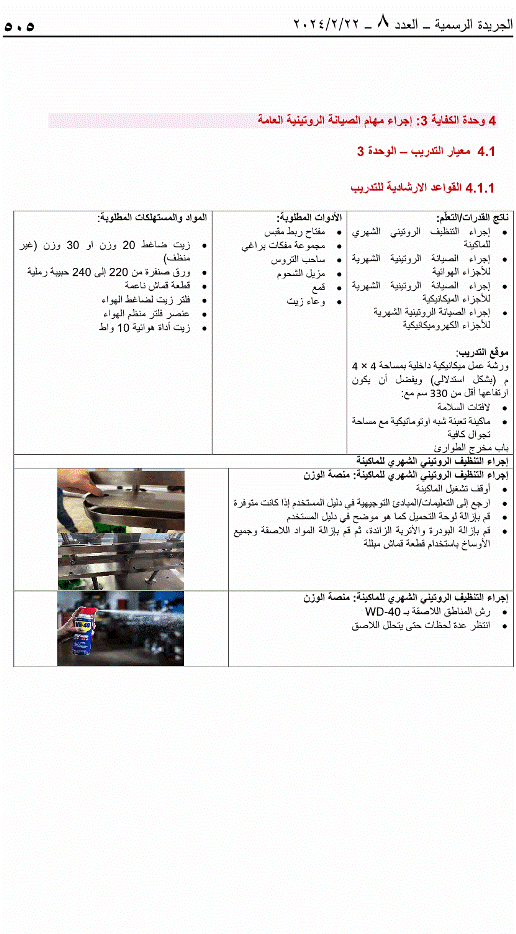 الجريدة الرسمية – العدد ٨ – ٢٠٢٤/٢/٢٢
٥٠٥
4 وحدة الكفاية 3: إجراء مهام الصيانة الروتينية العامة
4.1 معيار التدريب – الوحدة 3
4.1.1 القواعد الارشادية للتدريب
ناتج القدرات/التعلّم:
• إجراء التنظيف الروتيني الشهري
للماكينة
• إجراء الصيانة الروتينية الشهرية
للأجزاء الهوائية
• إجراء الصيانة الروتينية الشهرية
للأجزاء الميكانيكية
• إجراء الصيانة الروتينية الشهرية
للأجزاء الكهروميكانيكية
موقع التدريب:
ورشة عمل ميكانيكية داخلية بمساحة 4 × 4
م (بشكل استدلالي) ويفضل أن يكون
ارتفاعها أقل من 330 سم مع:
• لافتات السلامة
• ماكينة تعبئة شبه اوتوماتيكية مع مساحة
تجوال كافية
باب مخرج الطوارئ
الأدوات المطلوبة:
• مفتاح ربط مقبس
• مجموعة مفكات براغي
• ساحب التروس
• مزيل الشحوم
• قمع
• وعاء زيت
المواد والمستهلكات المطلوبة:
• زيت ضاغط 20 وزن او 30 وزن (غير
منظف)
• ورق صنفرة من 220 إلى 240 حبيبة رملية
• قطعة قماش ناعمة
• فلتر زيت لضاغط الهواء
• عنصر فلتر منظم الهواء
• زيت أداة هوائية 10 واط
إجراء التنظيف الروتيني الشهري للماكينة
إجراء التنظيف الروتيني الشهري للماكينة: منصة الوزن
• أوقف تشغيل الماكينة
• ارجع إلى التعليمات/المبادئ التوجيهية في دليل المستخدم إذا كانت متوفرة
• قم بإزالة لوحة التحميل كما هو موضح في دليل المستخدم
• قم بإزالة البودرة والأتربة الزائدة، ثم قم بإزالة المواد اللاصقة وجميع
الأوساخ باستخدام قطعة قماش مبللة
إجراء التنظيف الروتيني الشهري للماكينة: منصة الوزن
• رش المناطق اللاصقة بـ WD-40
• انتظر عدة لحظات حتى يتحلل اللاصق
WD-40